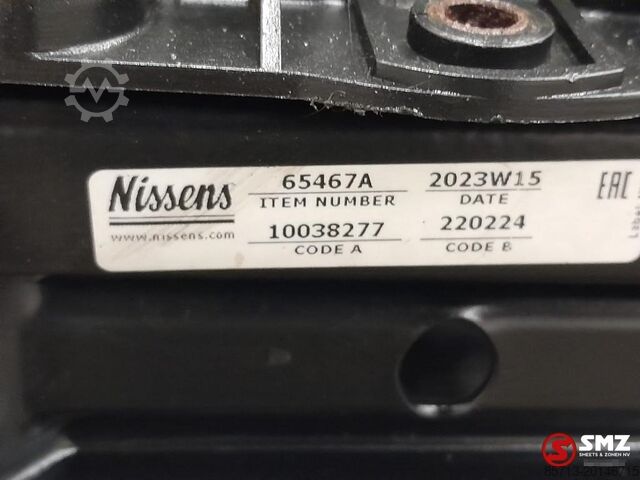 Nissens 65467A 2023W15 EAC
ITEM NUMBER DATE
www.nissens.com 10038277 220224
CODE A CODE B
SMZ
SMEETS & ZONEN NV